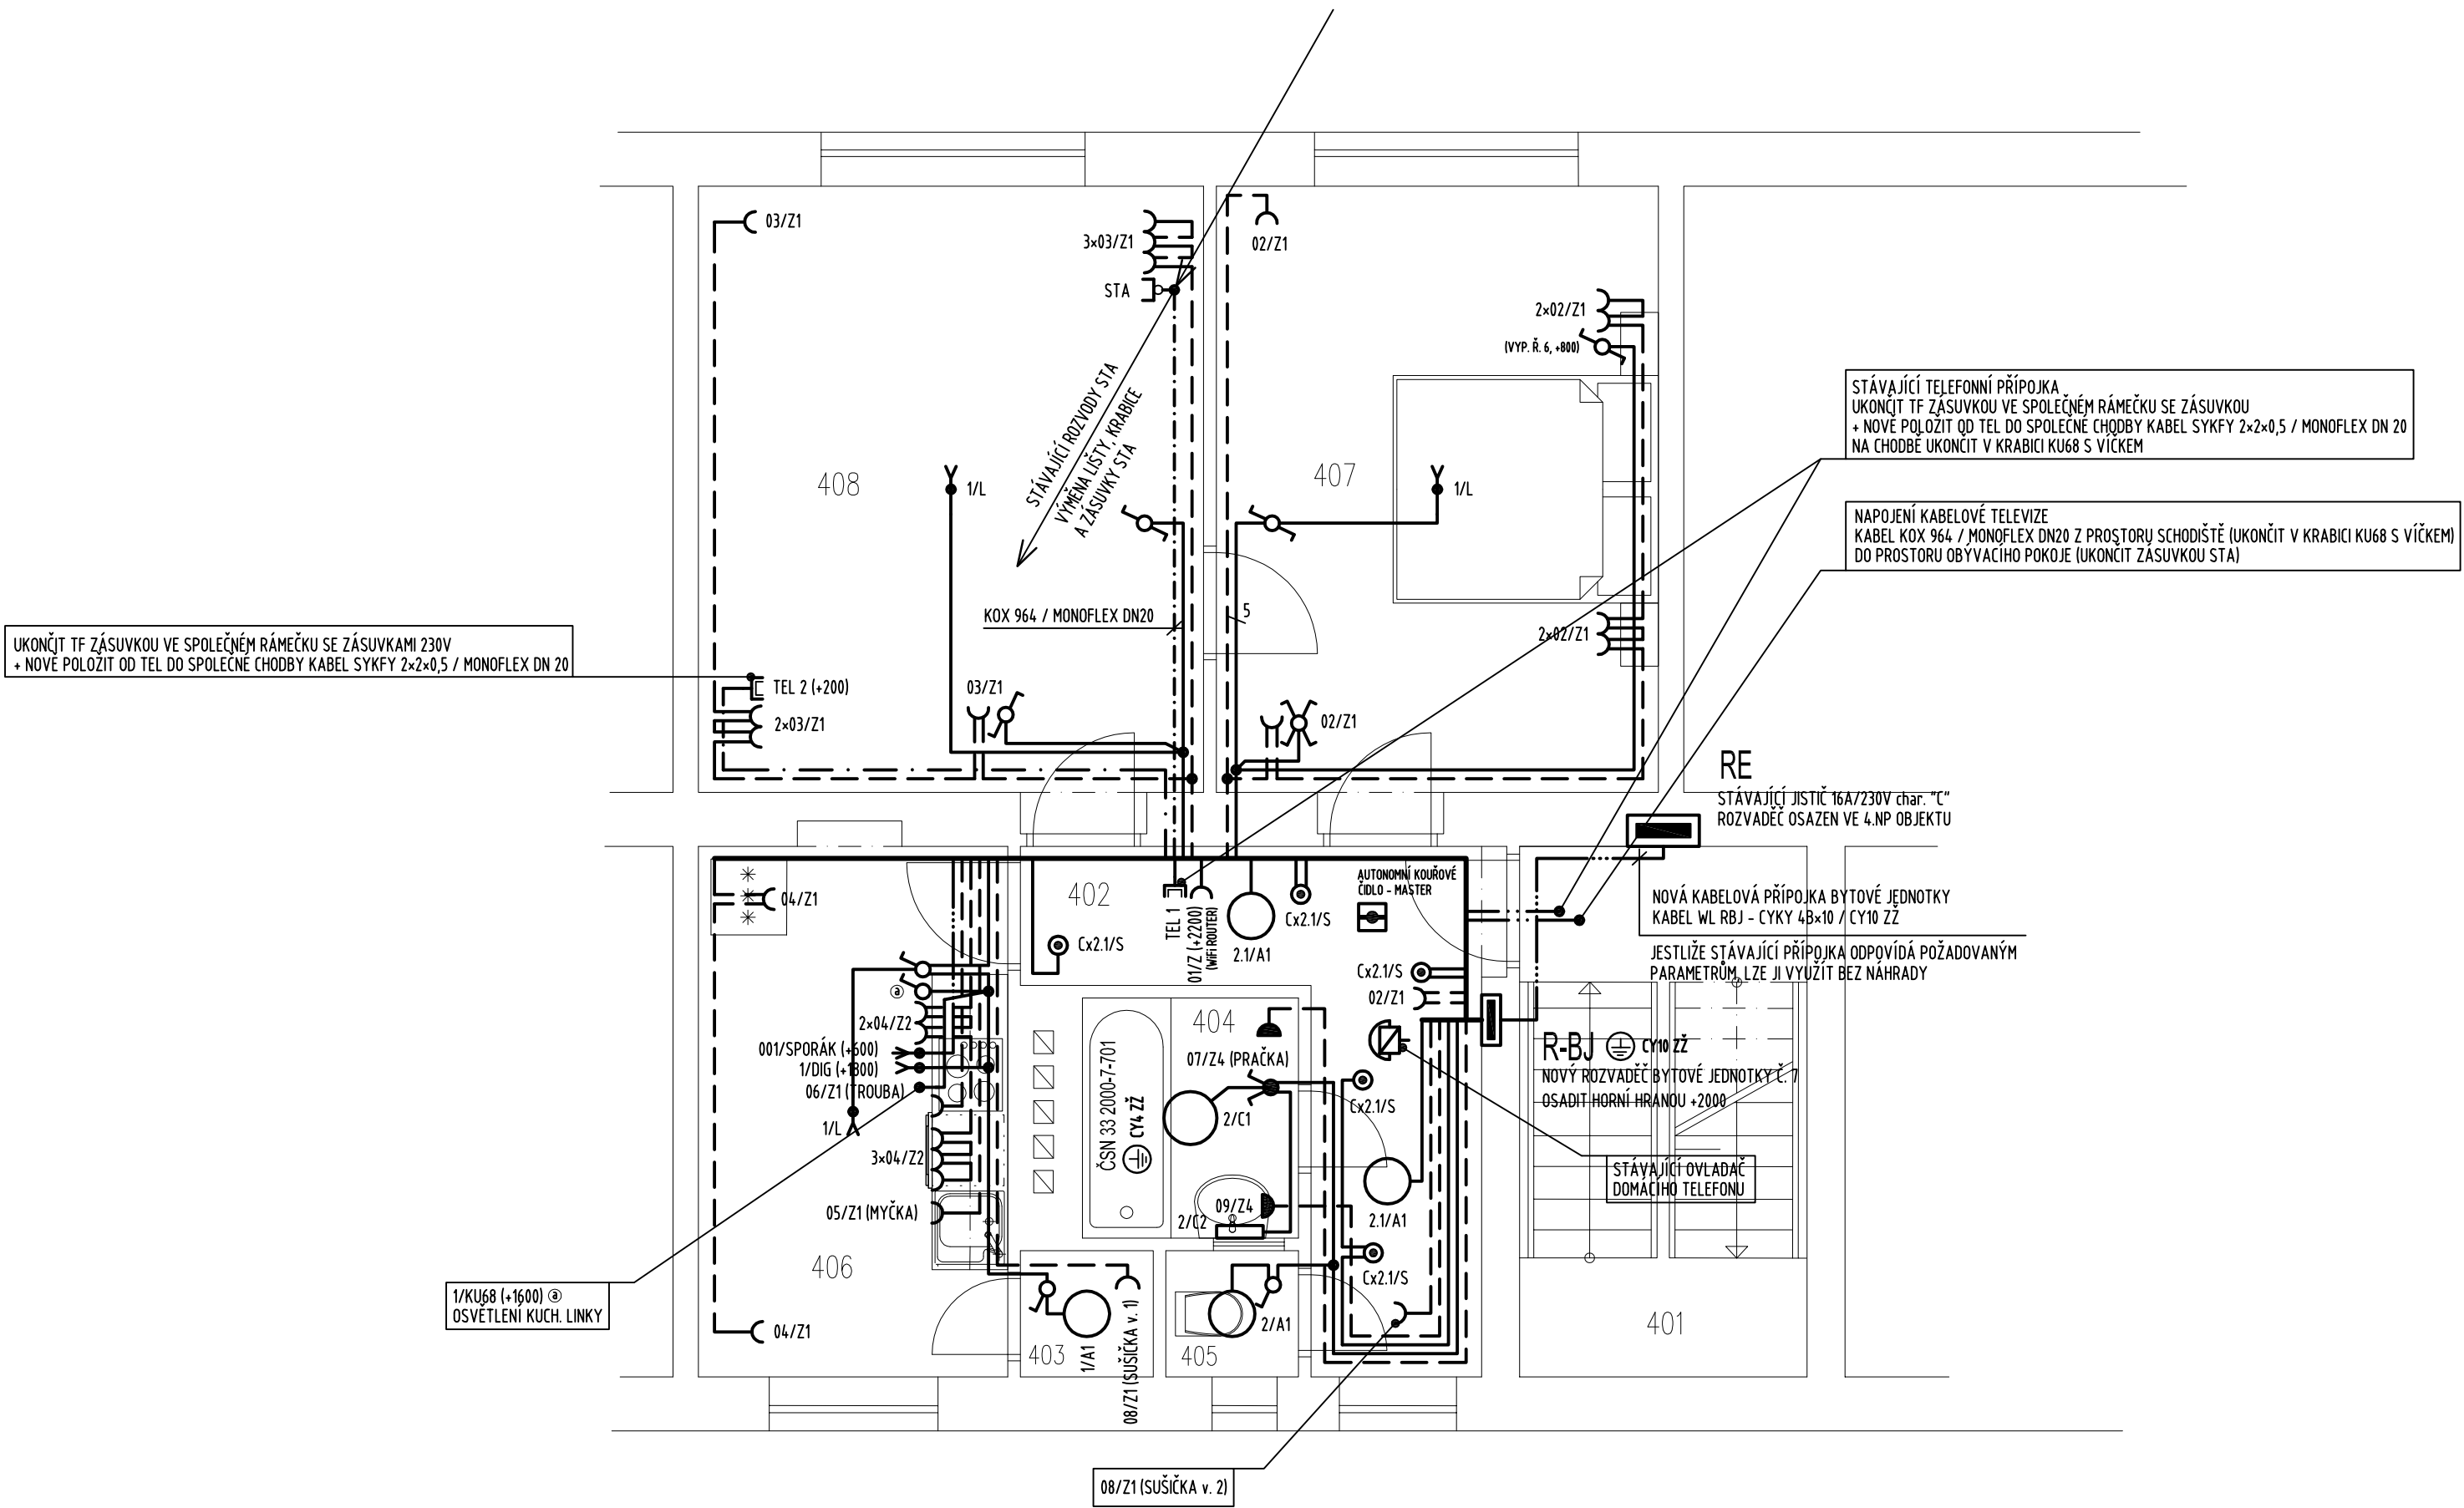 03/Z1
3×03/Z1
STA
02/Z1
2×02/Z1
(VYP. Ř. 6, +800)
STÁVAJÍCÍ ROZVODY STA
VÝMĚNA LIŠTY, KRABICE
A ZÁSUVKY STA
408
1/L
407
1/L
STÁVAJÍCÍ TELEFONNÍ PŘÍPOJKA
UKONČIT TF ZÁSUVKOU VE SPOLEČNÉM RÁMEČKU SE ZÁSUVKOU
+ NOVĚ POLOŽIT OD TEL DO SPOLEČNÉ CHODBY KABEL SYKFY 2×2×0,5 / MONOFLEX DN 20
NA CHODBĚ UKONČIT V KRABICI KU68 S VÍČKEM
NAPOJENÍ KABELOVÉ TELEVIZE
KABEL KOX 964 / MONOFLEX DN20 Z PROSTORU SCHODIŠTĚ (UKONČIT V KRABICI KU68 S VÍČKEM)
DO PROSTORU OBÝVACÍHO POKOJE (UKONČIT ZÁSUVKOU STA)
KOX 964 / MONOFLEX DN20
5
2×02/Z1
UKONČIT TF ZÁSUVKOU VE SPOLEČNÉM RÁMEČKU SE ZÁSUVKAMI 230V
+ NOVĚ POLOŽIT OD TEL DO SPOLEČNÉ CHODBY KABEL SYKFY 2×2×0,5 / MONOFLEX DN 20
TEL 2 (+200)
2×03/Z1
03/Z1
02/Z1
RE
STÁVAJÍCÍ JISTIČ 16A/230V char. "C"
ROZVADĚČ OSAZEN VE 4.NP OBJEKTU
04/Z1
402
Cx2.1/S
TEL 1
01/Z (+2200)
(WiFi ROUTER)
2.1/A1
Cx2.1/S
AUTONOMNÍ KOUŘOVÉ
ČIDLO - MASTER
NOVÁ KABELOVÁ PŘÍPOJKA BYTOVÉ JEDNOTKY
KABEL WL RBJ - CYKY 4B×10 / CY10 ZŽ
JESTLIŽE STÁVAJÍCÍ PŘÍPOJKA ODPOVÍDÁ POŽADOVANÝM
PARAMETRŮM, LZE JI VYUŽÍT BEZ NÁHRADY
Cx2.1/S
02/Z1
ⓐ
2×04/Z2
001/SPORÁK (+600)
1/DIG (+1800)
06/Z1 (TROUBA)
1/L
3×04/Z2
05/Z1 (MYČKA)
406
404
07/Z4 (PRAČKA)
ČSN 33 2000-7-701
CY4 ZŽ
2/C1
09/Z4
2/C2
Cx2.1/S
2.1/A1
Cx2.1/S
R-BJ CY10 ZŽ
NOVÝ ROZVADĚČ BYTOVÉ JEDNOTKY Č. 7
OSADIT HORNÍ HRANOU +2000
STÁVAJÍCÍ OVLADAČ
DOMÁCÍHO TELEFONU
1/KU68 (+1600) ⓐ
OSVĚTLENÍ KUCH. LINKY
04/Z1
403
1/A1
08/Z1 (SUŠIČKA v. 1)
405
2/A1
401
08/Z1 (SUŠIČKA v. 2)